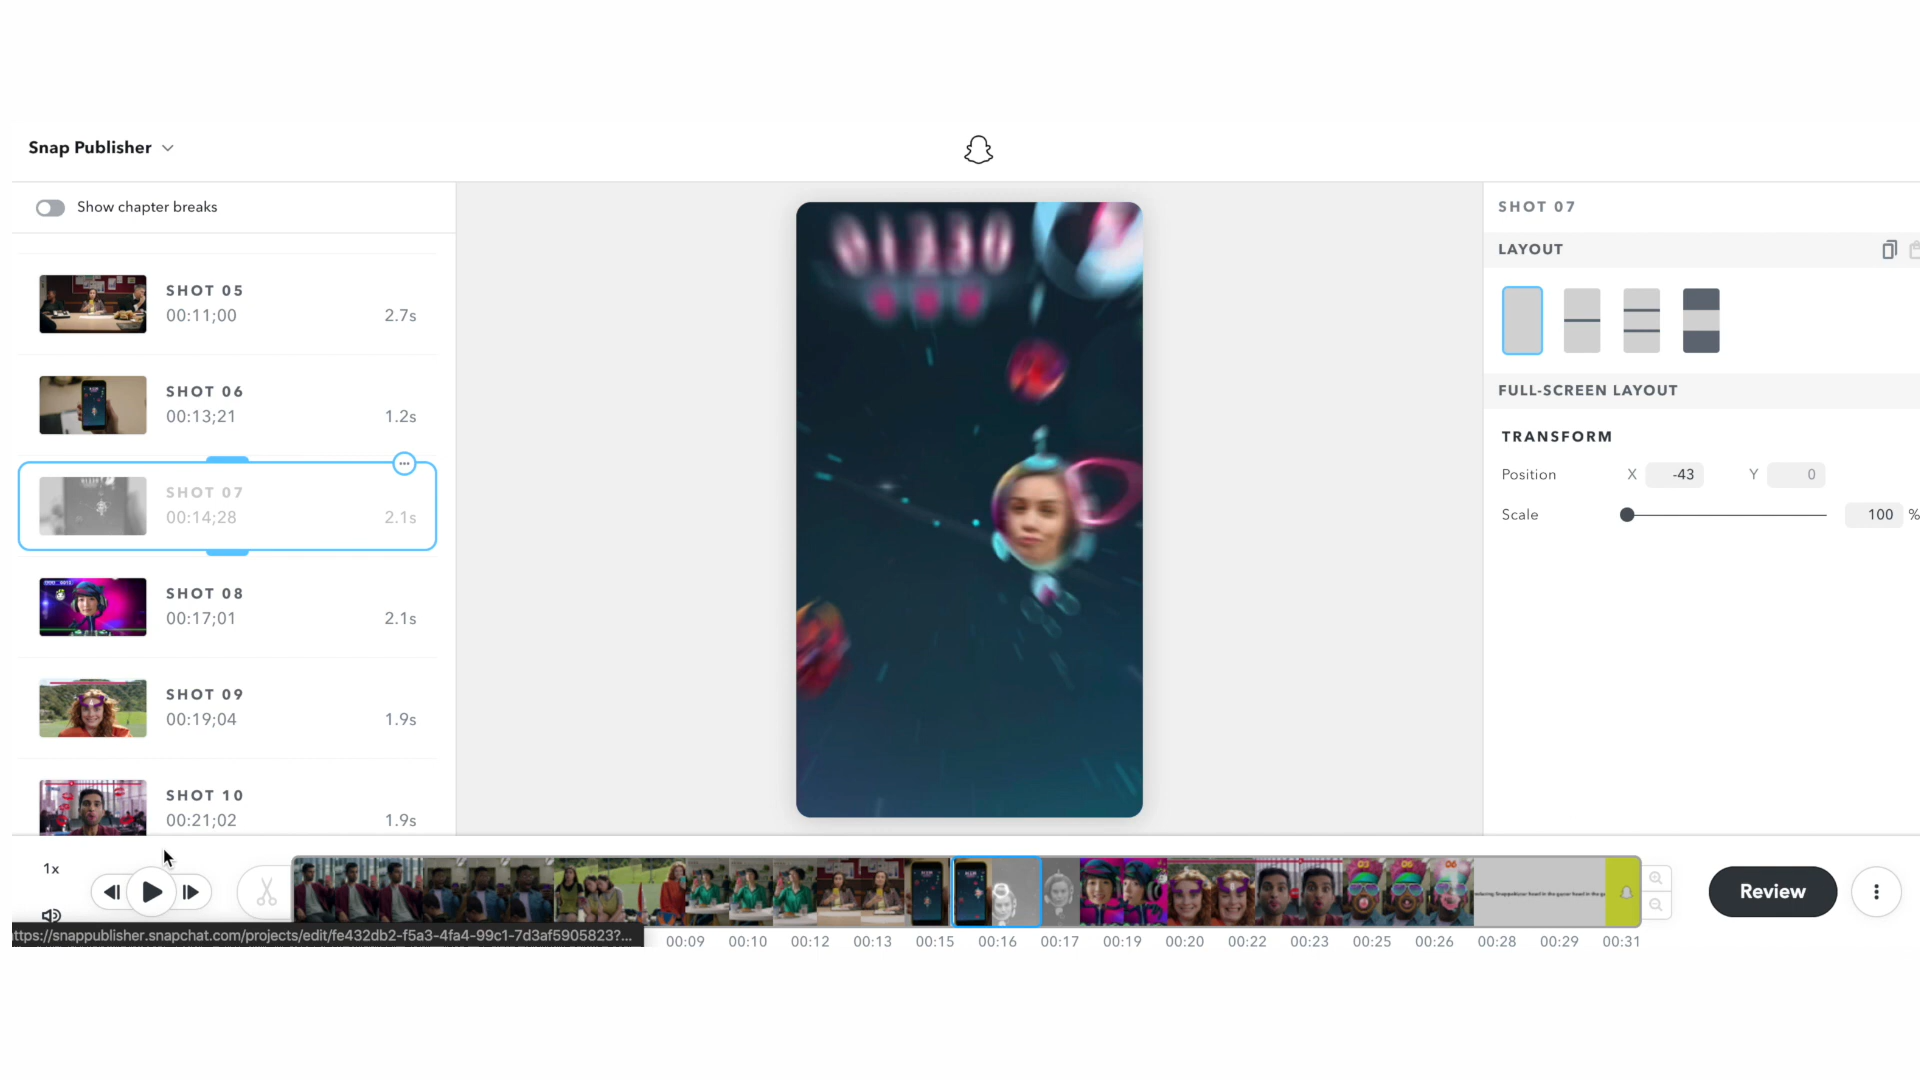 Snap Publisher
Show chapter breaks
SHOT 05
00:11;00
2.7s
SHOT 06
00:13;21
1.2s
SHOT 07
00:14;28
2.1s
SHOT 08
00:17;01
2.1s
SHOT 09
00:19;04
1.9s
SHOT 10
00:21;02
1.9s
01330
SHOT 07
LAYOUT
FULL-SCREEN LAYOUT
TRANSFORM
Position X -43 Y 0
Scale 100 %
1x
Review
ttps://snappublisher.snapchat.com/projects/edit/fe432db2-f5a3-4fa4-99c1-7d3af5905823?...
00:09 00:10 00:12 00:13 00:15 00:16 00:17 00:19 00:20 00:22 00:23 00:25 00:26 00:28 00:29 00:31